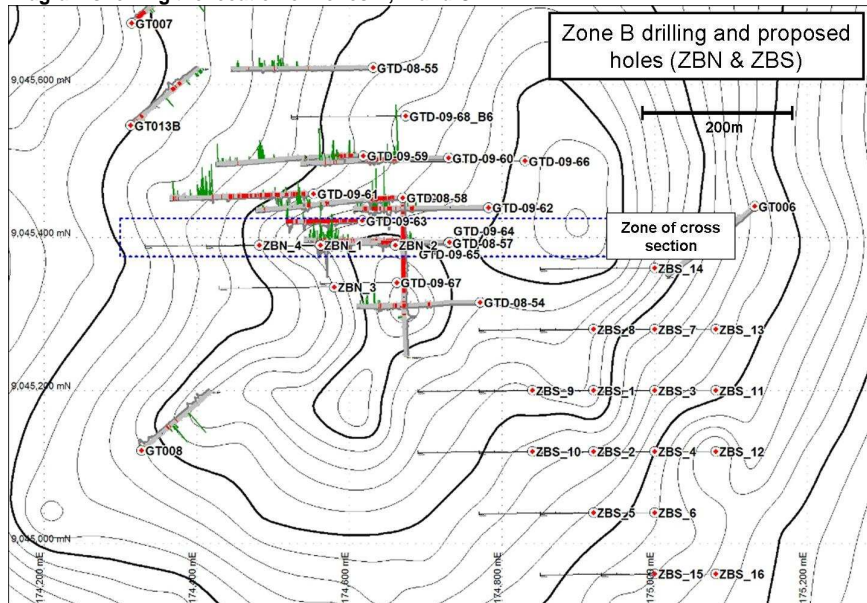 Zone B drilling and proposed
holes (ZBN & ZBS)
200m
GT007
GTD-08-55
9,045,600 mN
GTD-09-68_B6
GT013B
GTD-09-59
GTD-09-60
GTD-09-66
GTD-09-61
GTD-08-58
GTD-09-62
GT006
GTD-09-63
9,045,400 mN
GTD-09-64
Zone of cross
section
ZBN_4
ZBN_1
ZBN_2
GTD-08-57
GTD-09-65
ZBS_14
ZBN_3
GTD-09-67
GTD-08-54
ZBS_8
ZBS_7
ZBS_13
9,045,200 mN
ZBS_9
ZBS_1
ZBS_3
ZBS_11
GT008
ZBS_10
ZBS_2
ZBS_4
ZBS_12
ZBS_5
ZBS_6
9,045,000 mN
ZBS_15
ZBS_16
174,200 mE
174,400 mE
174,600 mE
174,800 mE
175,000 mE
175,200 mE